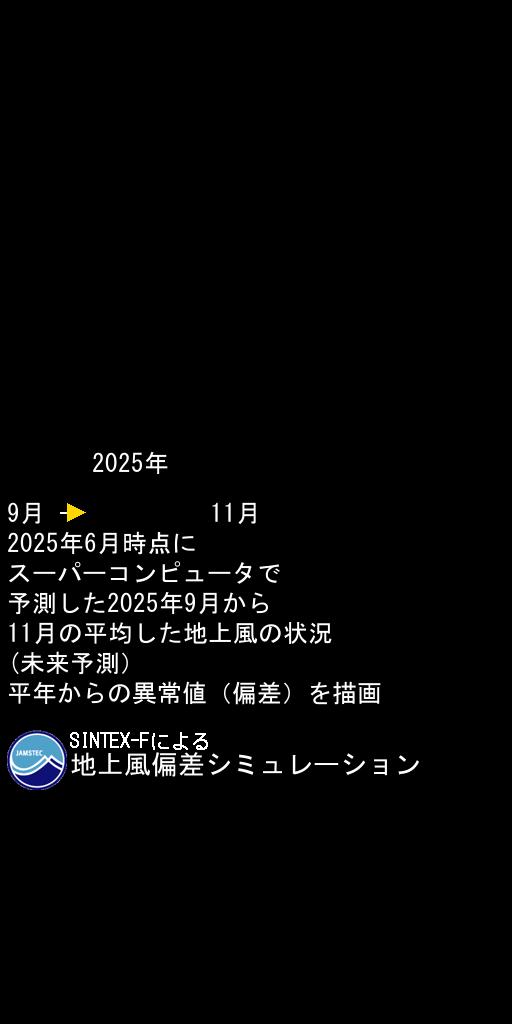 2025年
9月 11月
2025年6月時点に
スーパーコンピュータで
予測した2025年9月から
11月の平均した地上風の状況
(未来予測)
平年からの異常値（偏差）を描画
JAMSTEC
SINTEX-Fによる
地上風偏差シミュレーション